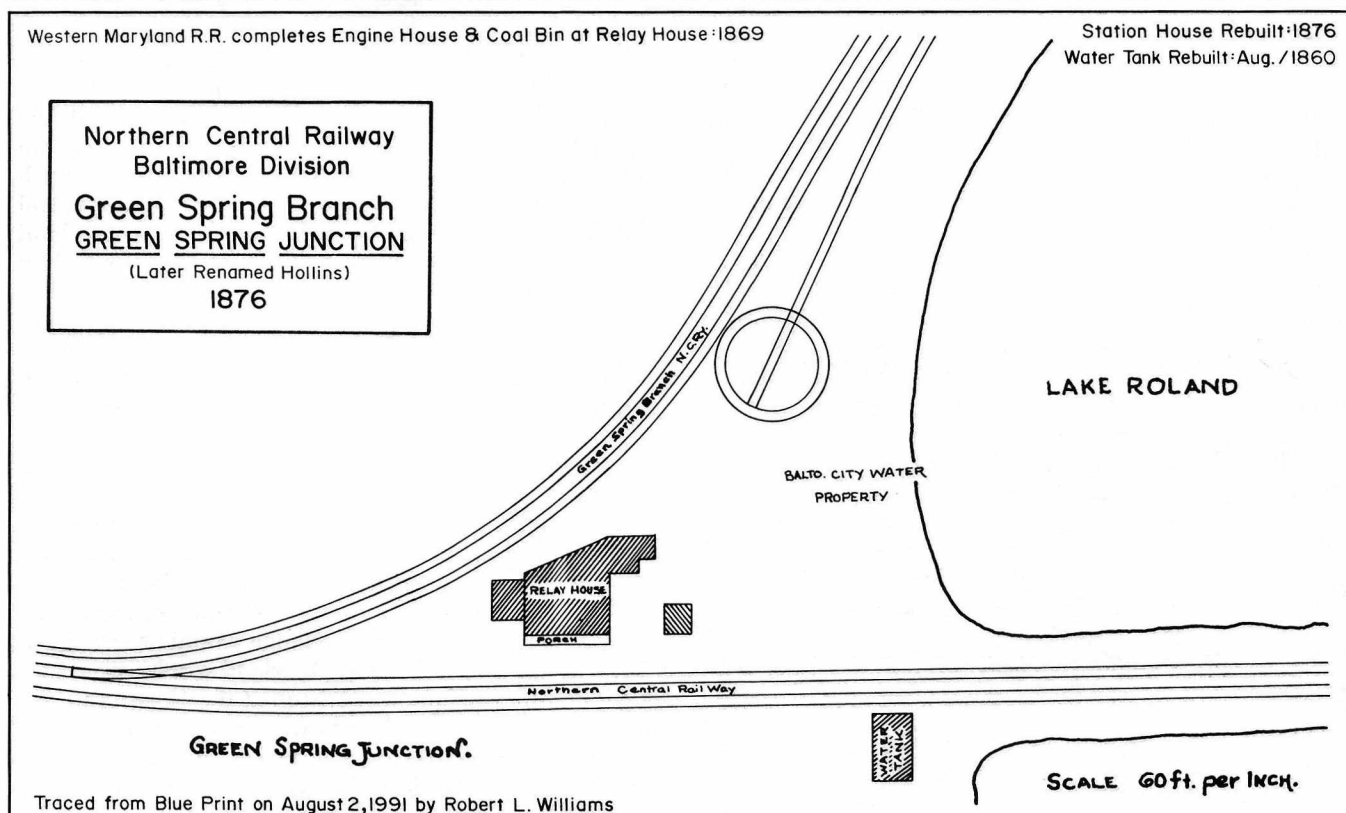 Western Maryland R.R. completes Engine House & Coal Bin at Relay House:1869
Station House Rebuilt:1876
Water Tank Rebuilt:Aug./1860
Northern Central Railway
Baltimore Division
Green Spring Branch
GREEN SPRING JUNCTION
(Later Renamed Hollins)
1876
Green Spring Branch N.C.Ry.
LAKE ROLAND
BALTO. CITY WATER
PROPERTY
RELAY HOUSE
PORCH
Northern Central RailWay
WATER
TANK
GREEN SPRING JUNCTION.
SCALE 60ft. per INCH.
Traced from Blue Print on August 2,1991 by Robert L. Williams